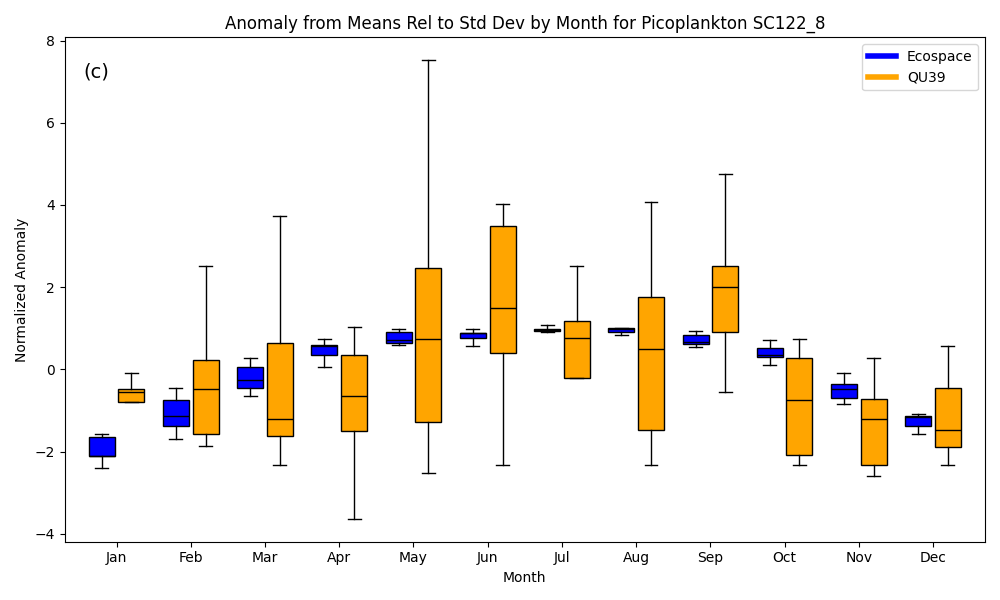 Anomaly from Means Rel to Std Dev by Month for Picoplankton SC122_8
(c)
Ecospace
QU39
Normalized Anomaly
8
6
4
2
0
−2
−4
Jan Feb Mar Apr May Jun Jul Aug Sep Oct Nov Dec
Month